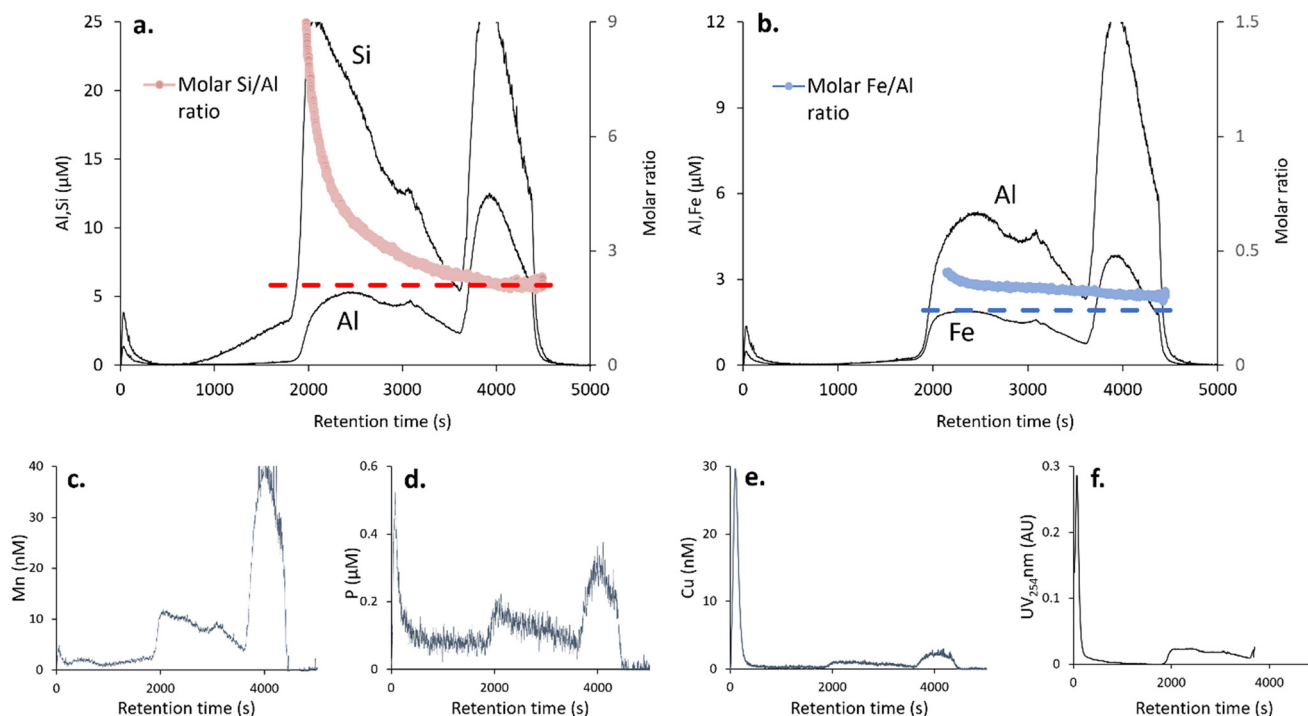 a.
Si
Molar Si/Al
ratio
Al
Al,Si (µM)
25
20
15
10
5
0
9
6
3
0
Molar ratio
0 1000 2000 3000 4000 5000
Retention time (s)
b.
Al
Molar Fe/Al
ratio
Fe
Al,Fe (µM)
12
9
6
3
0
1.5
1
0.5
0
Molar ratio
0 1000 2000 3000 4000 5000
Retention time (s)
c.
Mn (nM)
40
30
20
10
0
0 2000 4000
Retention time (s)
d.
P (µM)
0.6
0.4
0.2
0
0 2000 4000
Retention time (s)
e.
Cu (nM)
30
20
10
0
0 2000 4000
Retention time (s)
f.
UV254nm (AU)
0.3
0.2
0.1
0
0 2000 4000
Retention time (s)